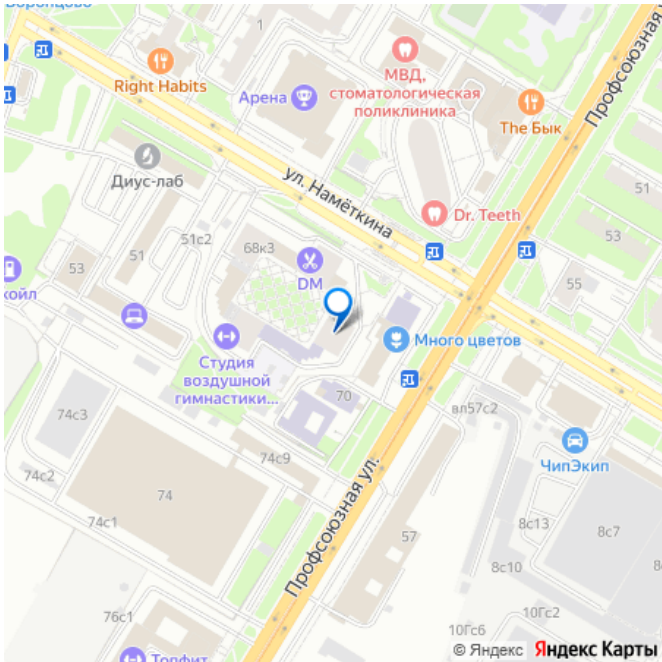 Воронцово
Профсоюзная
1
Right Habits
МВД,
стоматологическая
поликлиника
Арена
The Бык
ул. Намёткина
Диус-лаб
51
Dr. Teeth
51с2
68к3
53
51
53
DM
55
Много цветов
Студия
воздушной
гимнастики...
70
вл57с2
74с3
ЧипЭкип
74с9
74с2
74
Профсоюзная ул.
74с1
57
8с13
8с7
8с10
76с1
10Гс2
10Гс6
Топфит
© Яндекс Яндекс Карты